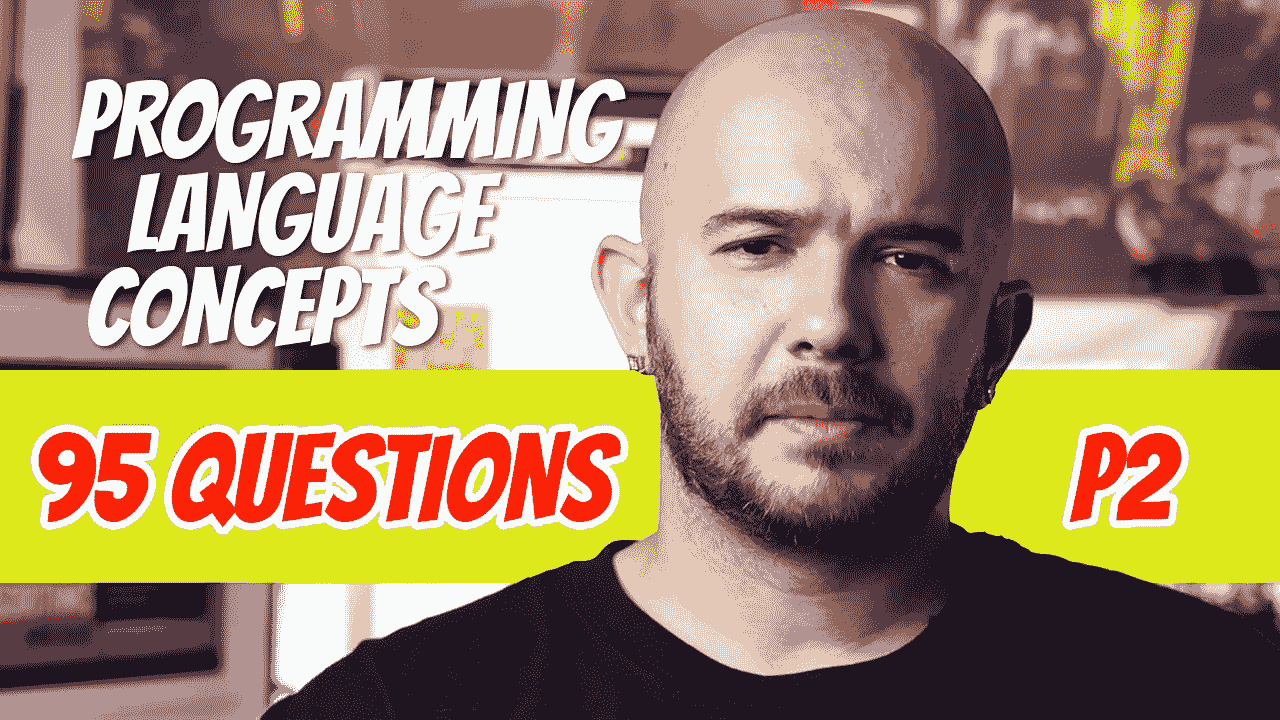 PROGRAMMING
LANGUAGE
CONCEPTS
95 QUESTIONS
P2